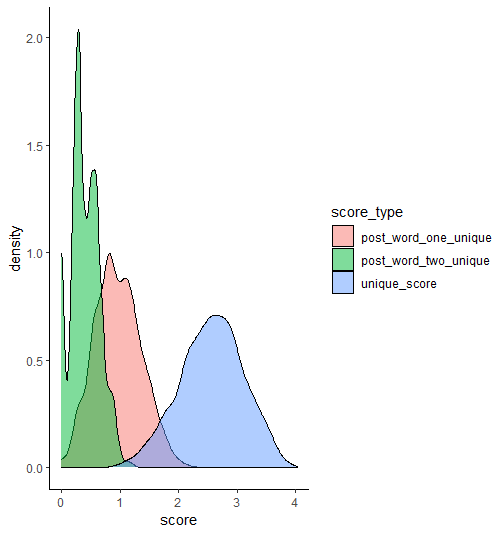 2.0
1.5
1.0
0.5
0.0
density
0 1 2 3 4
score
score_type
post_word_one_unique
post_word_two_unique
unique_score